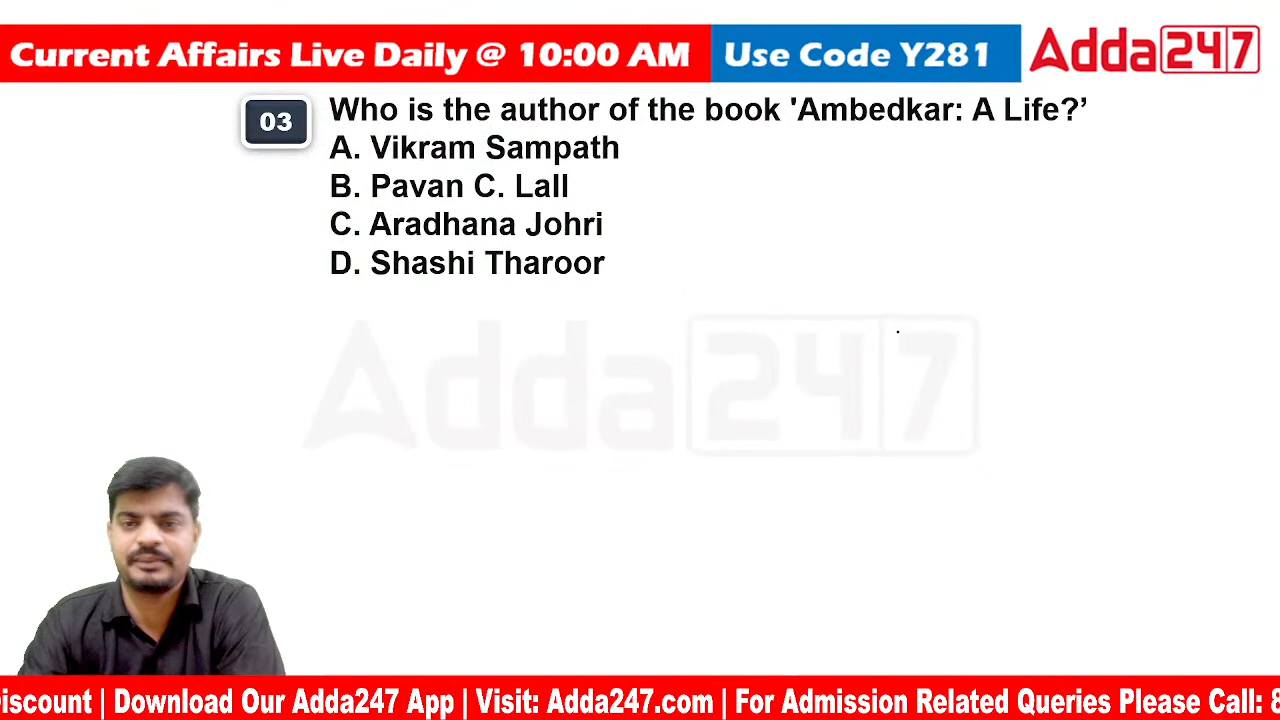 Current Affairs Live Daily @ 10:00 AM
Use Code Y281
Adda247
03
Who is the author of the book 'Ambedkar: A Life?’
A. Vikram Sampath
B. Pavan C. Lall
C. Aradhana Johri
D. Shashi Tharoor
Adda247
iscount | Download Our Adda247 App | Visit: Adda247.com | For Admission Related Queries Please Call: 8